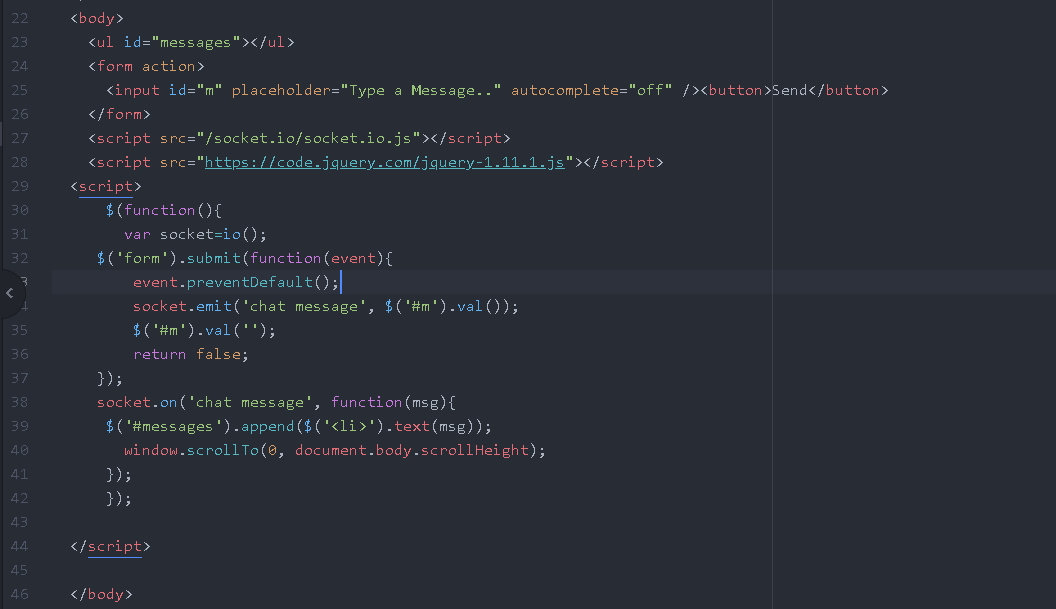 22 <body>
23 <ul id="messages"></ul>
24 <form action>
25 <input id="m" placeholder="Type a Message.." autocomplete="off" /><button>Send</button>
26 </form>
27 <script src="/socket.io/socket.io.js"></script>
28 <script src="https://code.jquery.com/jquery-1.11.1.js"></script>
29 <script>
30 $(function(){
31 var socket=io();
32 $('form').submit(function(event){
3 event.preventDefault();
4 socket.emit('chat message', $('#m').val());
35 $('#m').val('');
36 return false;
37 });
38 socket.on('chat message', function(msg){
39 $('#messages').append($('<li>').text(msg));
40 window.scrollTo(0, document.body.scrollHeight);
41 });
42 });
43
44 </script>
45
46 </body>